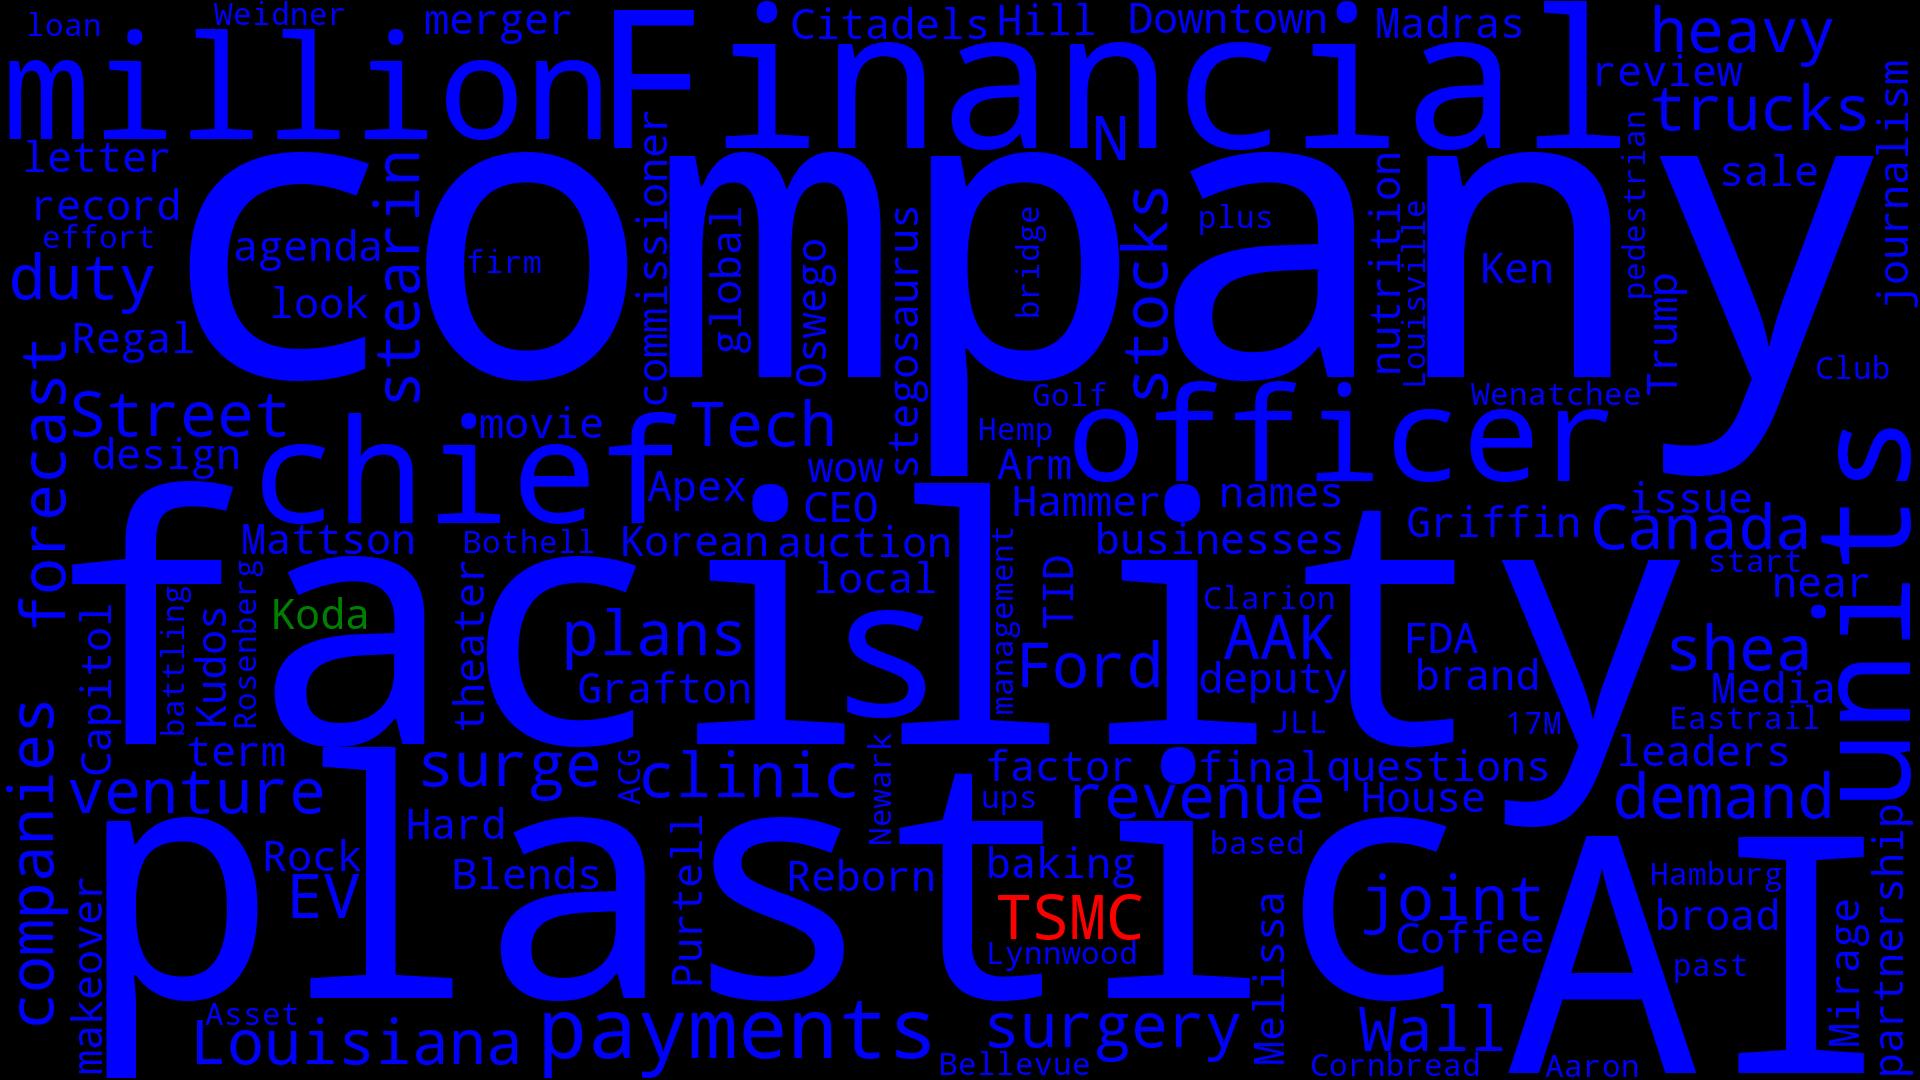 loan
Weidner
merger
Citadels
Hill
Downtown
Madras
heavy
million
Financial
review
trucks
journalism
letter
N
commissioner
pedestrian
sale
company
record
effort
agenda
firm
stearin
global
Oswego
stegosaurus
bridge
stocks
plus
nutrition
Louisville
Ken
duty
look
Trump
Regal
Club
forecast
Street
design
chief
movie
Tech
Golf
officer
Wenatchee
Hemp
Arm
wow
Apex
CEO
Hammer
names
issue
units
Griffin
Canada
Mattson
Bothell
Korean
auction
businesses
start
near
local
facility
management
TID
Clarion
Capitol
battling
Kudos
Rosenberg
Koda
theater
plans
s
AAK
FDA
shea
Grafton
Ford
deputy
brand
Media
JLL
17M
Eastrail
term
surge
ACG
clinic
Newark
factor
final
questions
leaders
companies
venture
ups
revenue
House
demand
Hard
Purtell
based
partnership
plastic
AI
Rock
EV
Blends
Reborn
baking
joint
Hamburg
broad
makeover
TSMC
Coffee
Lynnwood
Melissa
past
Mirage
Asset
Louisiana
payments
surgery
Wall
Bellevue
Cornbread
Aaron